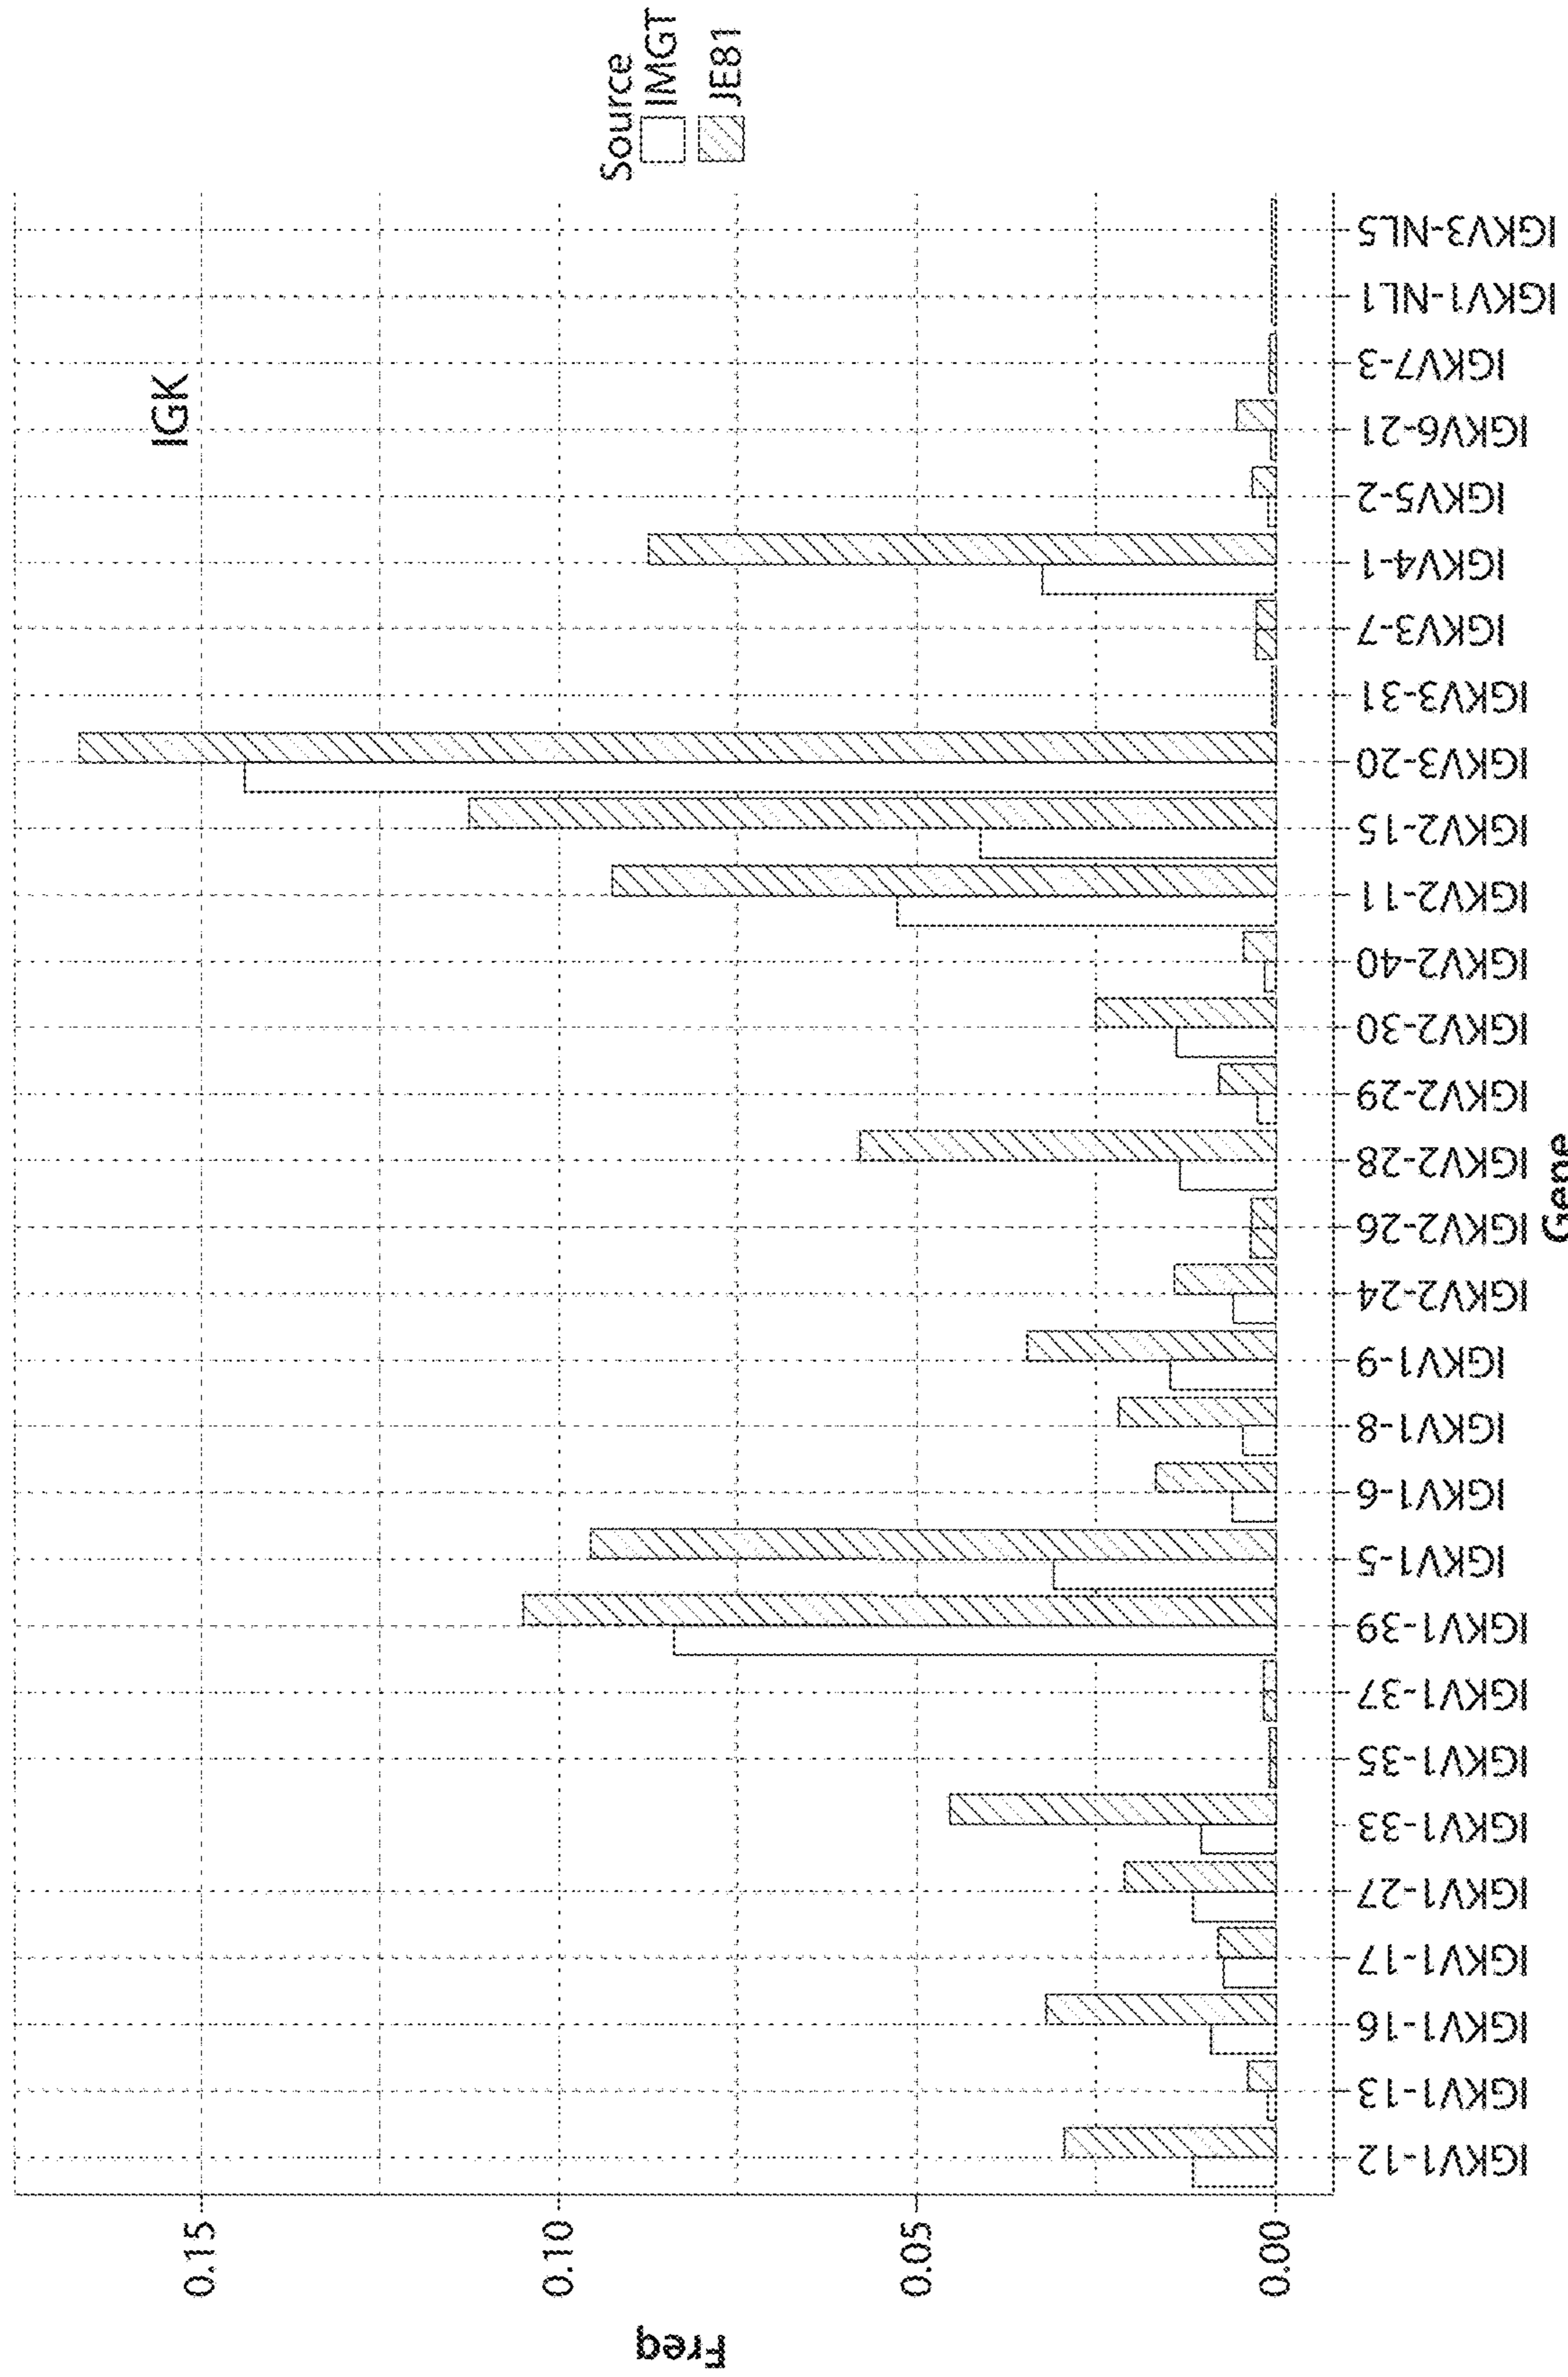 IGK
Source
IMGT
JE81
Freq
0.15
0.10
0.05
0.00
IGKV1-12
IGKV1-13
IGKV1-16
IGKV1-17
IGKV1-27
IGKV1-33
IGKV1-35
IGKV1-37
IGKV1-39
IGKV1-5
IGKV1-6
IGKV1-8
IGKV1-9
IGKV2-24
IGKV2-26
IGKV2-28
IGKV2-29
IGKV2-30
IGKV2-40
IGKV2-11
IGKV2-15
IGKV3-20
IGKV3-31
IGKV3-7
IGKV4-1
IGKV5-2
IGKV6-21
IGKV7-3
IGKV1-NL1
IGKV3-NL5
Gene